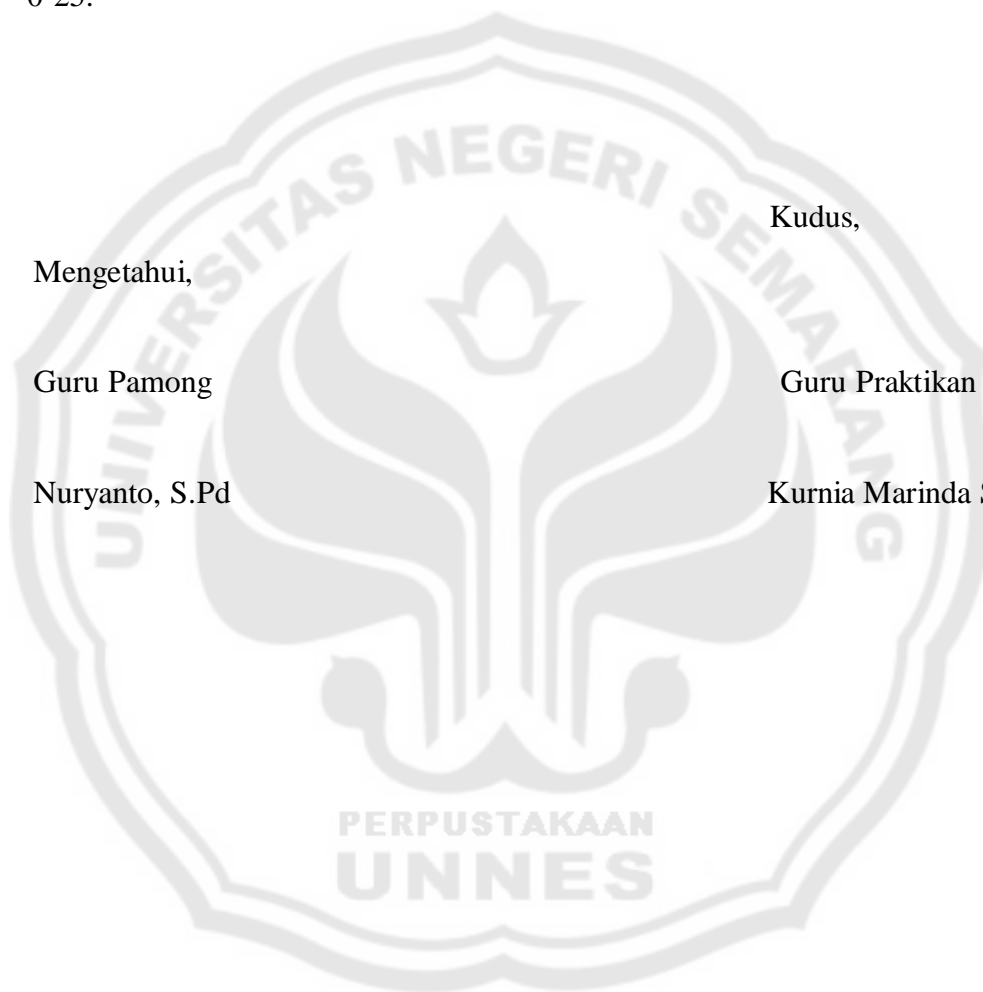 Kudus,
Mengetahui,
Guru Pamong Guru Praktikan
Nuryanto, S.Pd Kurnia Marinda
UNIVERSITAS NEGERI SEMARANG
PERPUSTAKAAN
UNNES